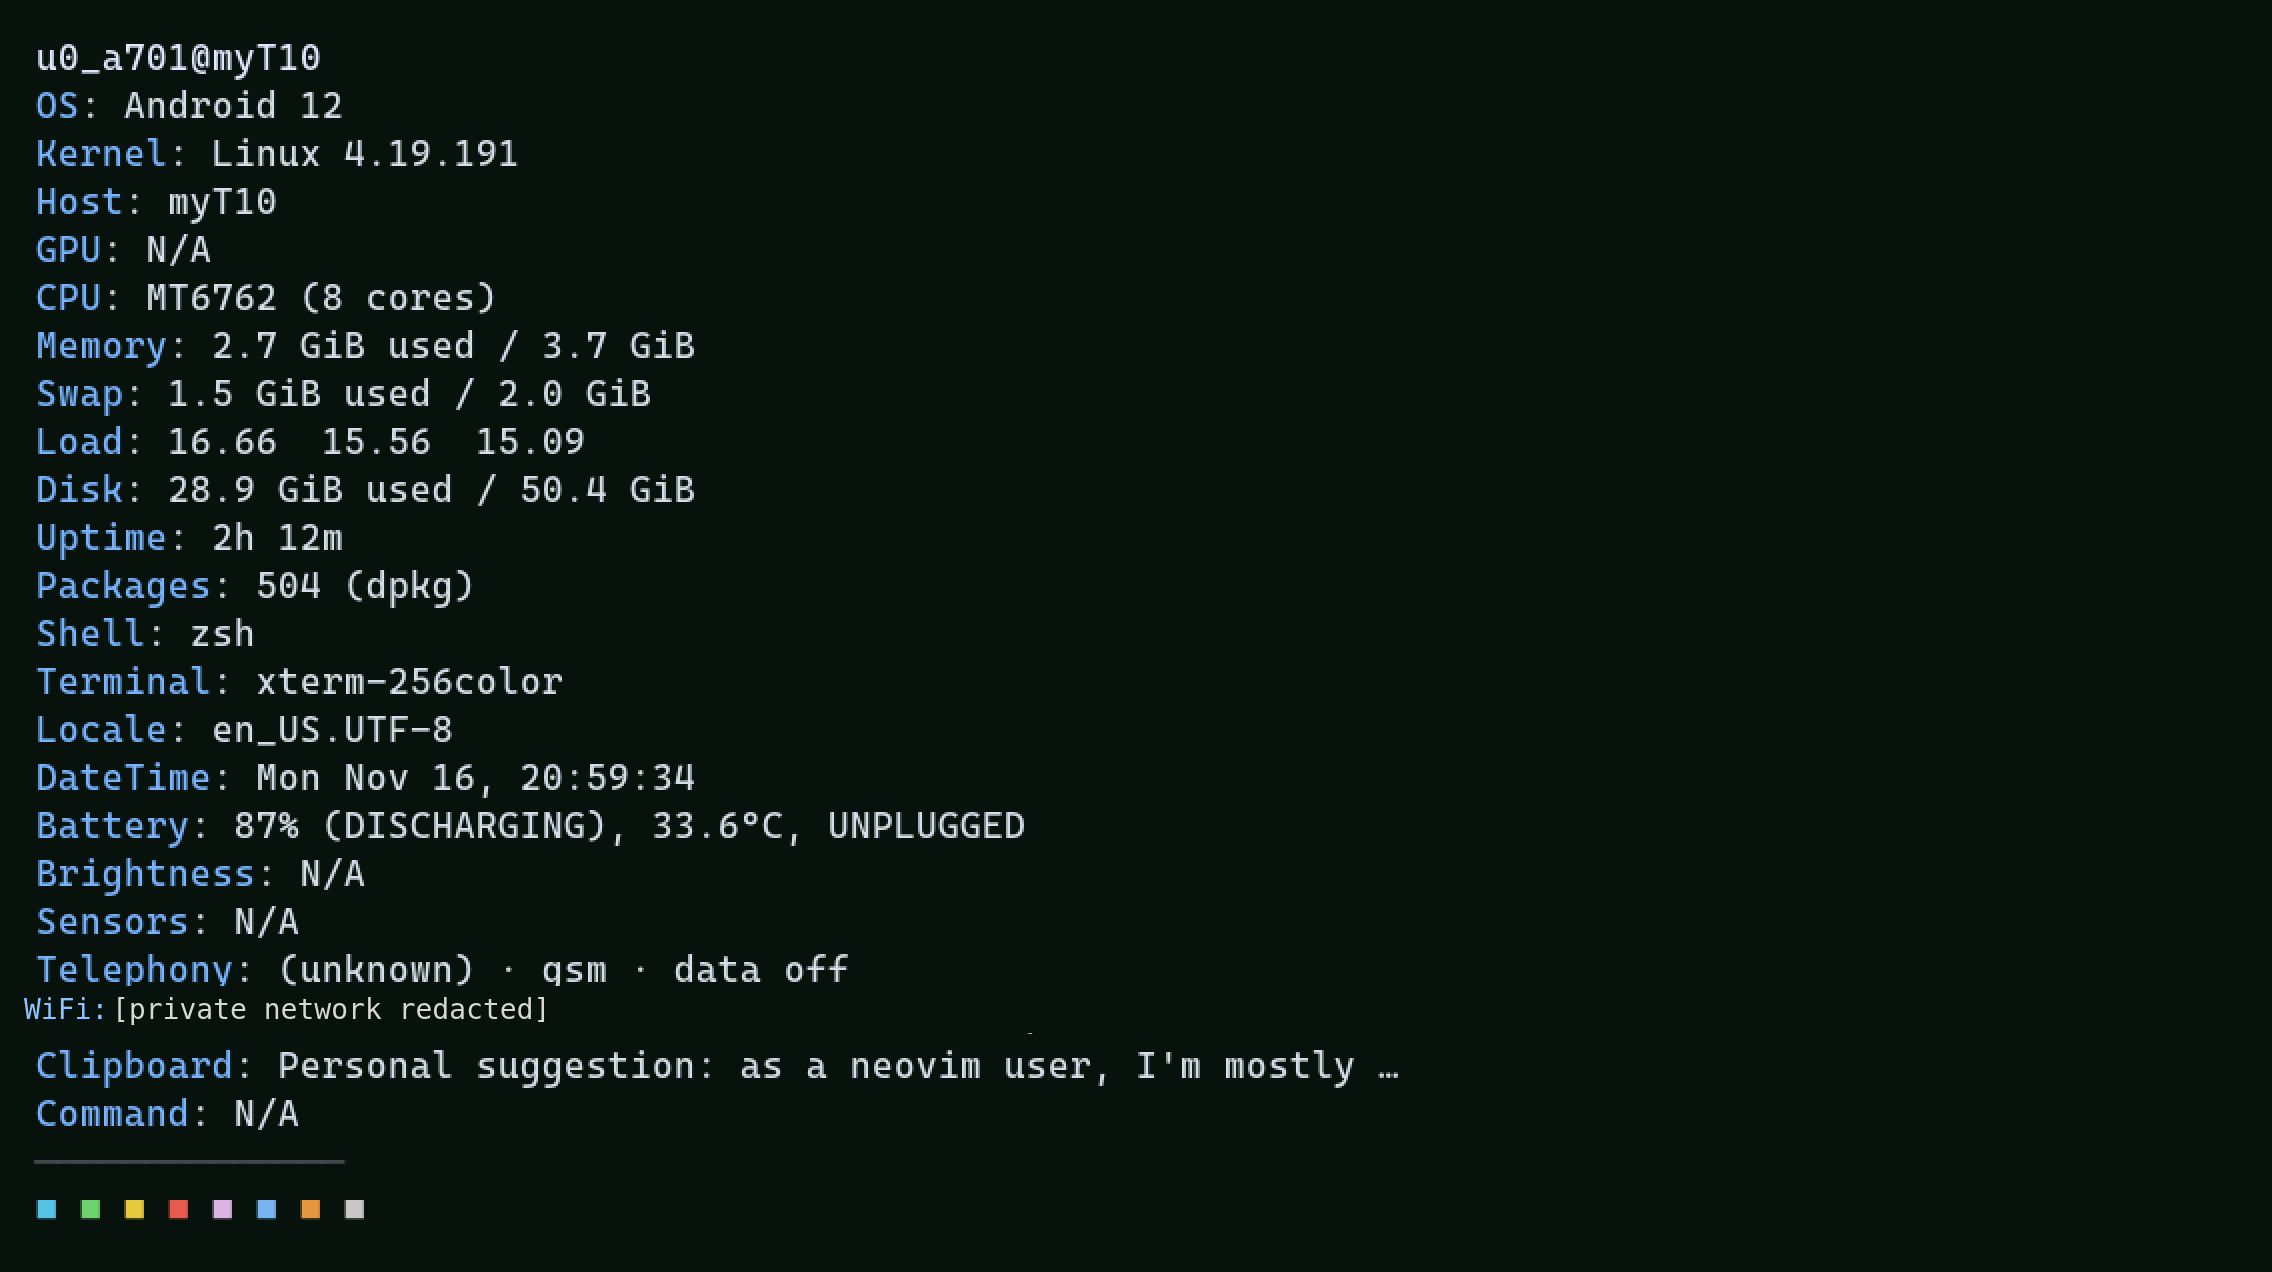 u0_a701@myT10
OS: Android 12
Kernel: Linux 4.19.191
Host: myT10
GPU: N/A
CPU: MT6762 (8 cores)
Memory: 2.7 GiB used / 3.7 GiB
Swap: 1.5 GiB used / 2.0 GiB
Load: 16.66  15.56  15.09
Disk: 28.9 GiB used / 50.4 GiB
Uptime: 2h 12m
Packages: 504 (dpkg)
Shell: zsh
Terminal: xterm-256color
Locale: en_US.UTF-8
DateTime: Mon Nov 16, 20:59:34
Battery: 87% (DISCHARGING), 33.6°C, UNPLUGGED
Brightness: N/A
Sensors: N/A
Telephony: (unknown) · gsm · data off
WiFi:[private network redacted]
Clipboard: Personal suggestion: as a neovim user, I'm mostly …
Command: N/A